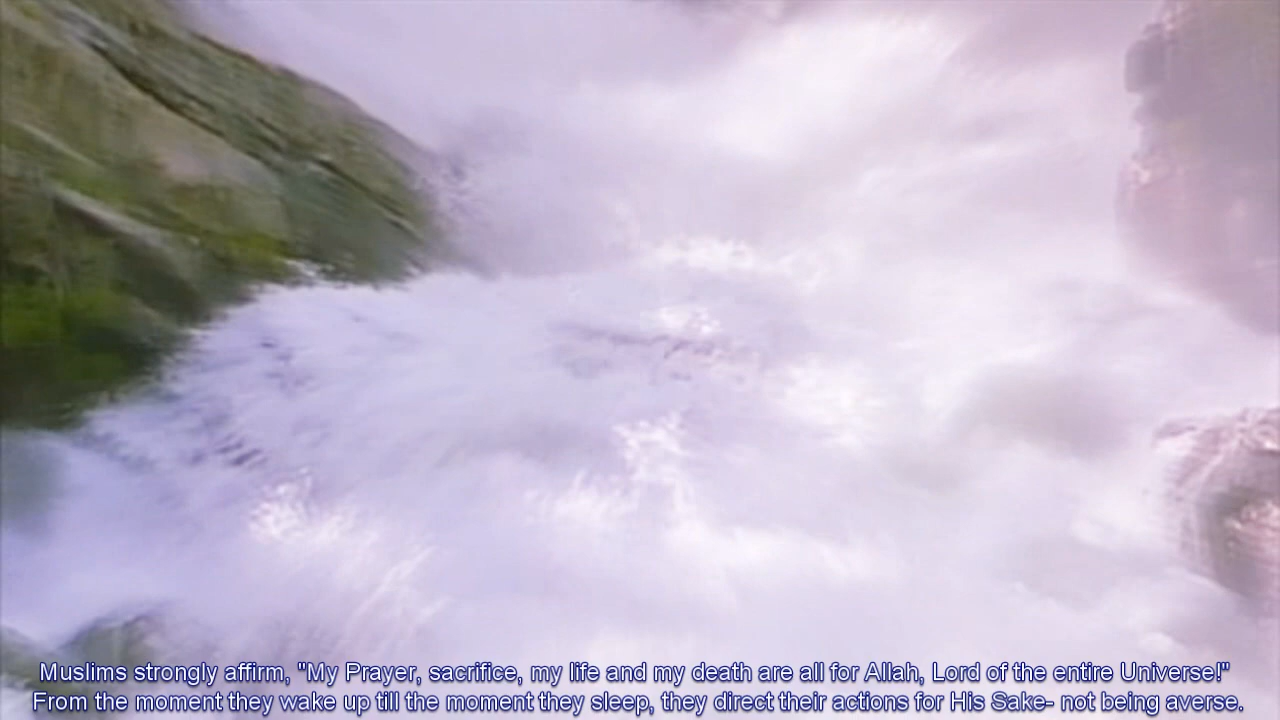 Muslims strongly affirm, "My Prayer, sacrifice, my life and my death are all for Allah, Lord of the entire Universe!"
From the moment they wake up till the moment they sleep, they direct their actions for His Sake- not being averse.